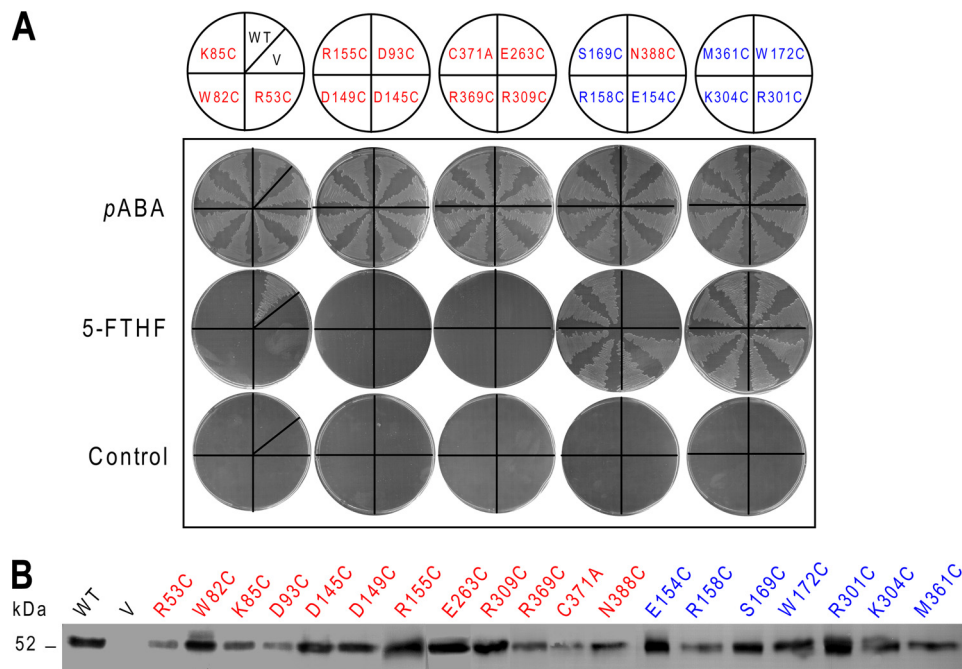 A
K85C WT V W82C R53C
R155C D93C D149C D145C
C371A E263C R369C R309C
S169C N388C R158C E154C
M361C W172C K304C R301C
pABA
5-FTHF
Control
B
kDa WT V R53C W82C K85C D93C D145C D149C R155C E263C R309C R369C C371A N388C E154C R158C S169C W172C R301C K304C M361C
52 –